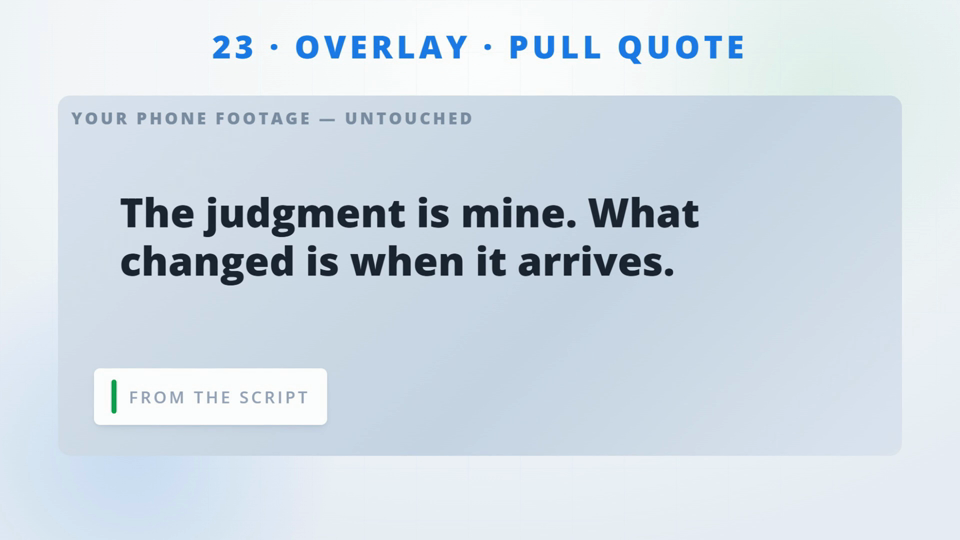 23 · OVERLAY · PULL QUOTE
YOUR PHONE FOOTAGE — UNTOUCHED
The judgment is mine. What
changed is when it arrives.
FROM THE SCRIPT